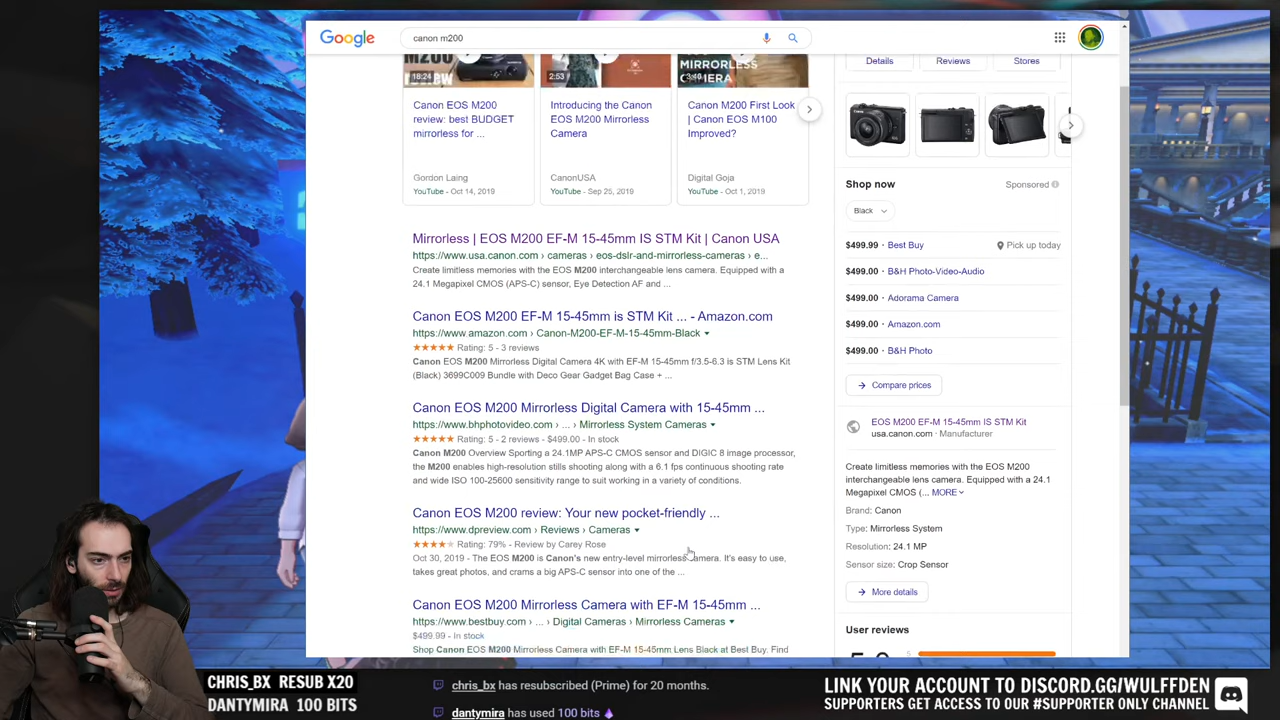 Google
canon m200
M200
REVIEW
MIRRORLESS
CAMERA
18:24
2:53
3:40
Canon EOS M200
review: best BUDGET
mirrorless for ...
Gordon Laing
YouTube - Oct 14, 2019
Introducing the Canon
EOS M200 Mirrorless
Camera
CanonUSA
YouTube - Sep 25, 2019
Canon M200 First Look
| Canon EOS M100
Improved?
Digital Goja
YouTube - Oct 1, 2019
Mirrorless | EOS M200 EF-M 15-45mm IS STM Kit | Canon USA
https://www.usa.canon.com › cameras › eos-dslr-and-mirrorless-cameras › e...
Create limitless memories with the EOS M200 interchangeable lens camera. Equipped with a
24.1 Megapixel CMOS (APS-C) sensor, Eye Detection AF and ...
Canon EOS M200 EF-M 15-45mm is STM Kit ... - Amazon.com
https://www.amazon.com › Canon-M200-EF-M-15-45mm-Black
Rating: 5 - 3 reviews
Canon EOS M200 Mirrorless Digital Camera 4K with EF-M 15-45mm f/3.5-6.3 is STM Lens Kit
(Black) 3699C009 Bundle with Deco Gear Gadget Bag Case + ...
Canon EOS M200 Mirrorless Digital Camera with 15-45mm ...
https://www.bhphotovideo.com › ... › Mirrorless System Cameras
Rating: 5 - 2 reviews - $499.00 - In stock
Canon M200 Overview Sporting a 24.1MP APS-C CMOS sensor and DIGIC 8 image processor,
the M200 enables high-resolution stills shooting along with a 6.1 fps continuous shooting rate
and wide ISO 100-25600 sensitivity range to suit working in a variety of conditions.
Canon EOS M200 review: Your new pocket-friendly ...
https://www.dpreview.com › Reviews › Cameras
Rating: 79% - Review by Carey Rose
Oct 30, 2019 - The EOS M200 is Canon's new entry-level mirrorless camera. It's easy to use,
takes great photos, and crams a big APS-C sensor into one of the ...
Canon EOS M200 Mirrorless Camera with EF-M 15-45mm ...
https://www.bestbuy.com › ... › Digital Cameras › Mirrorless Cameras
$499.99 - In stock
Shop Canon EOS M200 Mirrorless Camera with EF-M 15-45mm Lens Black at Best Buy. Find
Details
Reviews
Stores
Shop now
Sponsored
Black
$499.99 · Best Buy
Pick up today
$499.00 · B&H Photo-Video-Audio
$499.00 · Adorama Camera
$499.00 · Amazon.com
$499.00 · B&H Photo
Compare prices
EOS M200 EF-M 15-45mm IS STM Kit
usa.canon.com · Manufacturer
Create limitless memories with the EOS M200
interchangeable lens camera. Equipped with a 24.1
Megapixel CMOS (... MORE
Brand: Canon
Type: Mirrorless System
Resolution: 24.1 MP
Sensor size: Crop Sensor
More details
User reviews
5
CHRIS_BX RESUB X20
DANTYMIRA 100 BITS
chris_bx has resubscribed (Prime) for 20 months.
dantymira has used 100 bits
LINK YOUR ACCOUNT TO DISCORD.GG/WULFFDEN
SUPPORTERS GET ACCESS TO OUR #SUPPORTER ONLY CHANNEL